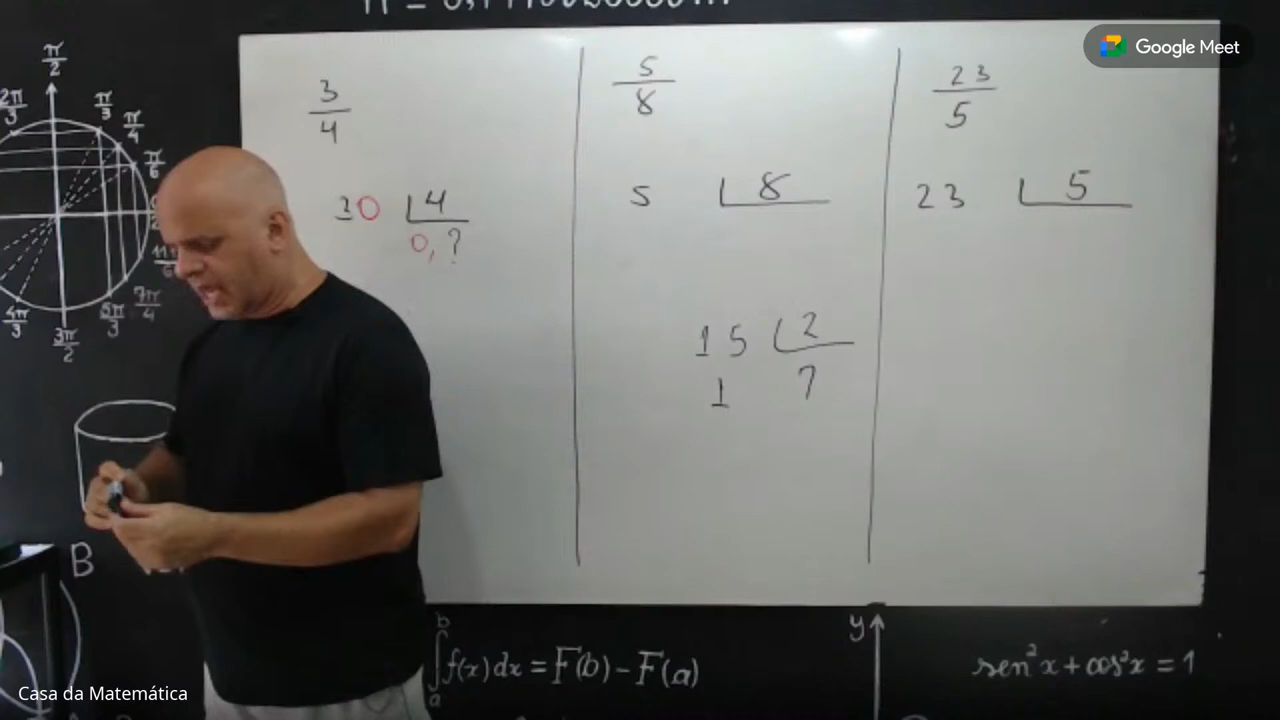 Google Meet
π/2
2π/3
π/3
π/4
π/6
4π/3
3π/2
5π/3
7π/4
3/4
30 | 4
0, ?
5/8
5 | 8
15 | 2
1 7
23/5
23 | 5
B
∫ₐᵇ f(x)dx = F(b) - F(a)
y
sen²x + cos²x = 1
Casa da Matemática